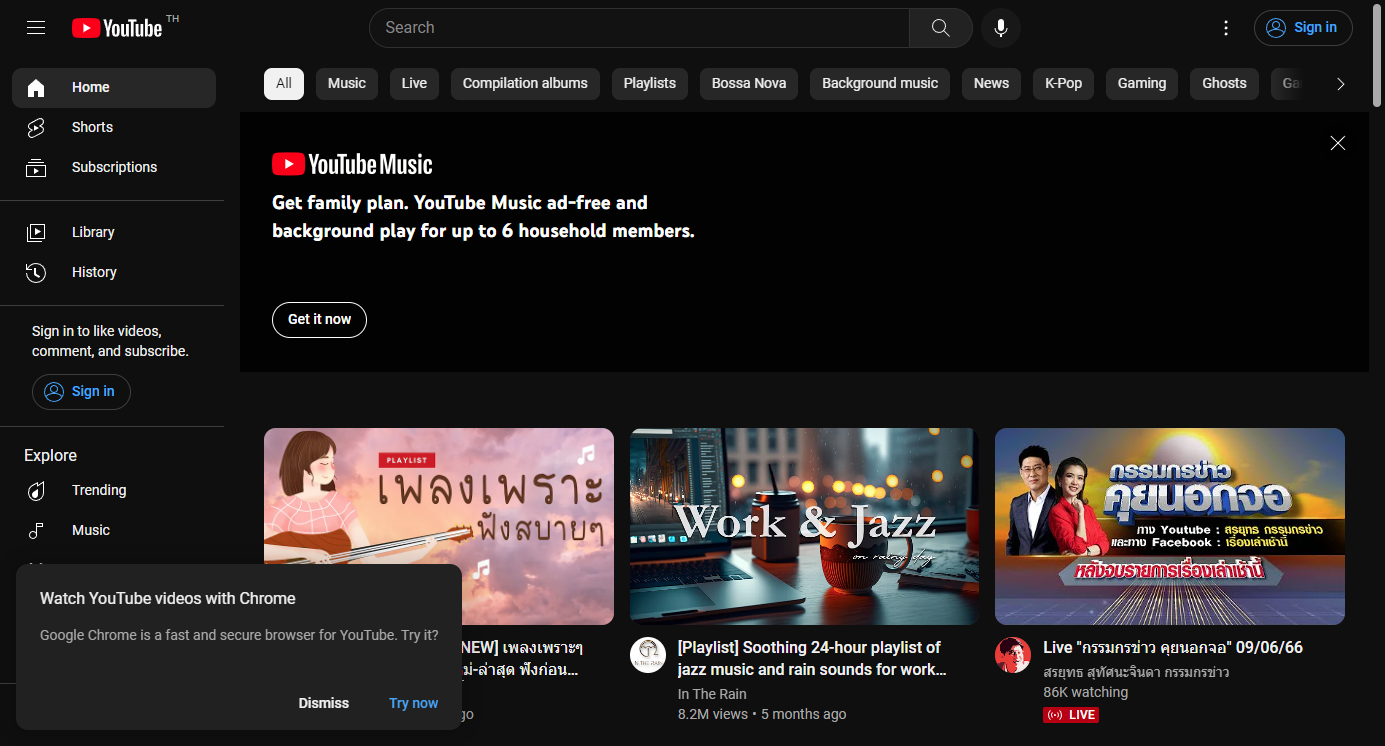 YouTube TH
Search
Sign in
Home
Shorts
Subscriptions
Library
History
Sign in to like videos,
comment, and subscribe.
Sign in
Explore
Trending
Music
All
Music
Live
Compilation albums
Playlists
Bossa Nova
Background music
News
K-Pop
Gaming
Ghosts
YouTube Music
Get family plan. YouTube Music ad-free and
background play for up to 6 household members.
Get it now
PLAYLIST
เพลงเพราะ
ฟังสบายๆ
NEW] เพลงเพราะๆ
ม่-ล่าสุด ฟังก่อน...
Work & Jazz
on rainy day
IN THE RAIN
[Playlist] Soothing 24-hour playlist of
jazz music and rain sounds for work...
In The Rain
8.2M views • 5 months ago
กรรมกรข่าว
คุยนอกจอ
ทาง Youtube : สรยุทธ กรรมกรข่าว
และทาง Facebook : เรื่องเล่าเช้านี้
หลังจบรายการเรื่องเล่าเช้านี้
Live "กรรมกรข่าว คุยนอกจอ" 09/06/66
สรยุทธ สุทัศนะจินดา กรรมกรข่าว
86K watching
LIVE
Watch YouTube videos with Chrome
Google Chrome is a fast and secure browser for YouTube. Try it?
Dismiss
Try now